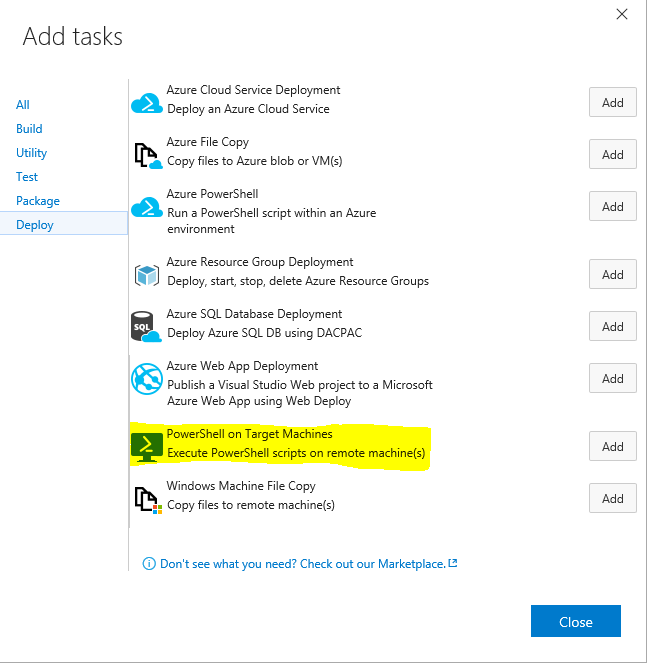 Add tasks
All
Build
Utility
Test
Package
Deploy
Azure Cloud Service Deployment
Deploy an Azure Cloud Service
Add
Azure File Copy
Copy files to Azure blob or VM(s)
Add
Azure PowerShell
Run a PowerShell script within an Azure
environment
Add
Azure Resource Group Deployment
Deploy, start, stop, delete Azure Resource Groups
Add
SQL
Azure SQL Database Deployment
Deploy Azure SQL DB using DACPAC
Add
Azure Web App Deployment
Publish a Visual Studio Web project to a Microsoft
Azure Web App using Web Deploy
Add
PowerShell on Target Machines
Execute PowerShell scripts on remote machine(s)
Add
Windows Machine File Copy
Copy files to remote machine(s)
Add
Don't see what you need? Check out our Marketplace.
Close